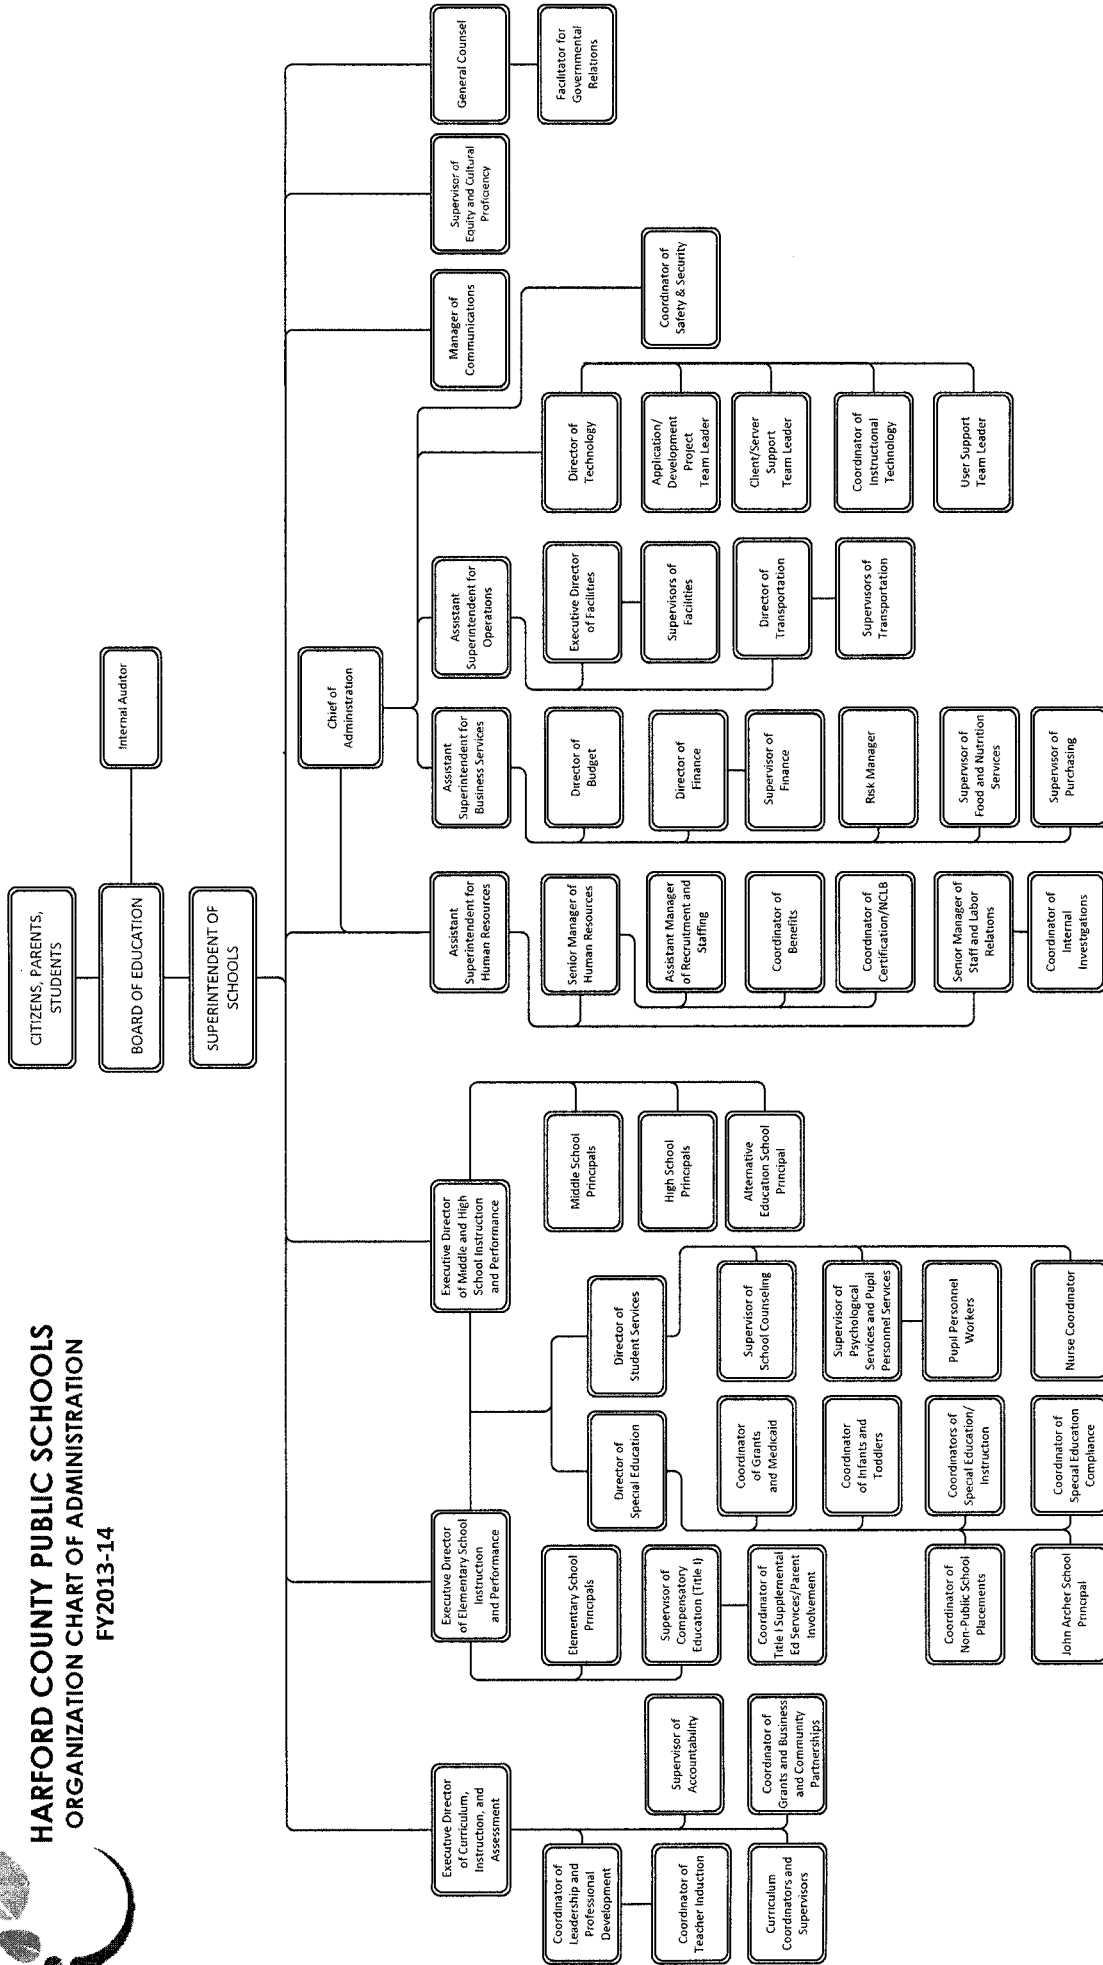 HARFORD COUNTY PUBLIC SCHOOLS
ORGANIZATION CHART OF ADMINISTRATION
FY2013-14
CITIZENS, PARENTS,
STUDENTS
BOARD OF EDUCATION
Internal Auditor
SUPERINTENDENT OF
SCHOOLS
Chief of
Administration
Executive Director
of Curriculum,
Instruction, and
Assessment
Coordinator of
Leadership and
Professional
Development
Coordinator of
Teacher Induction
Curriculum
Coordinators and
Supervisors
Supervisor of
Accountability
Coordinator of
Grants and Business
and Community
Partnerships
Executive Director
of Elementary School
Instruction
and Performance
Elementary School
Principals
Supervisor of
Compensatory
Education (Title I)
Coordinator of
Title I Supplemental
Ed Services/Parent
Involvement
Executive Director
of Middle and High
School Instruction
and Performance
Middle School
Principals
High School
Principals
Alternative
Education School
Principal
Director of
Special Education
Coordinator
of Grants
and Medicaid
Coordinator
of Infants and
Toddlers
Coordinators of
Special Education/
Instruction
Coordinator of
Special Education
Compliance
Coordinator of
Non-Public School
Placements
John Archer School
Principal
Director of
Student Services
Supervisor of
School Counseling
Supervisor of
Psychological
Services and Pupil
Personnel Services
Pupil Personnel
Workers
Nurse Coordinator
Assistant
Superintendent for
Human Resources
Senior Manager of
Human Resources
Assistant Manager
of Recruitment and
Staffing
Coordinator of
Benefits
Coordinator of
Certification/NCLB
Senior Manager of
Staff and Labor
Relations
Coordinator of
Internal
Investigations
Assistant
Superintendent for
Business Services
Director of
Budget
Director of
Finance
Supervisor of
Finance
Risk Manager
Supervisor of
Food and Nutrition
Services
Supervisor of
Purchasing
Assistant
Superintendent for
Operations
Executive Director
of Facilities
Supervisors of
Facilities
Director of
Transportation
Supervisors of
Transportation
Director of
Technology
Application/
Development
Project
Team Leader
Client/Server
Support
Team Leader
Coordinator of
Instructional
Technology
User Support
Team Leader
Coordinator of
Safety & Security
Manager of
Communications
Supervisor of
Equity and Cultural
Proficiency
General Counsel
Facilitator for
Governmental
Relations